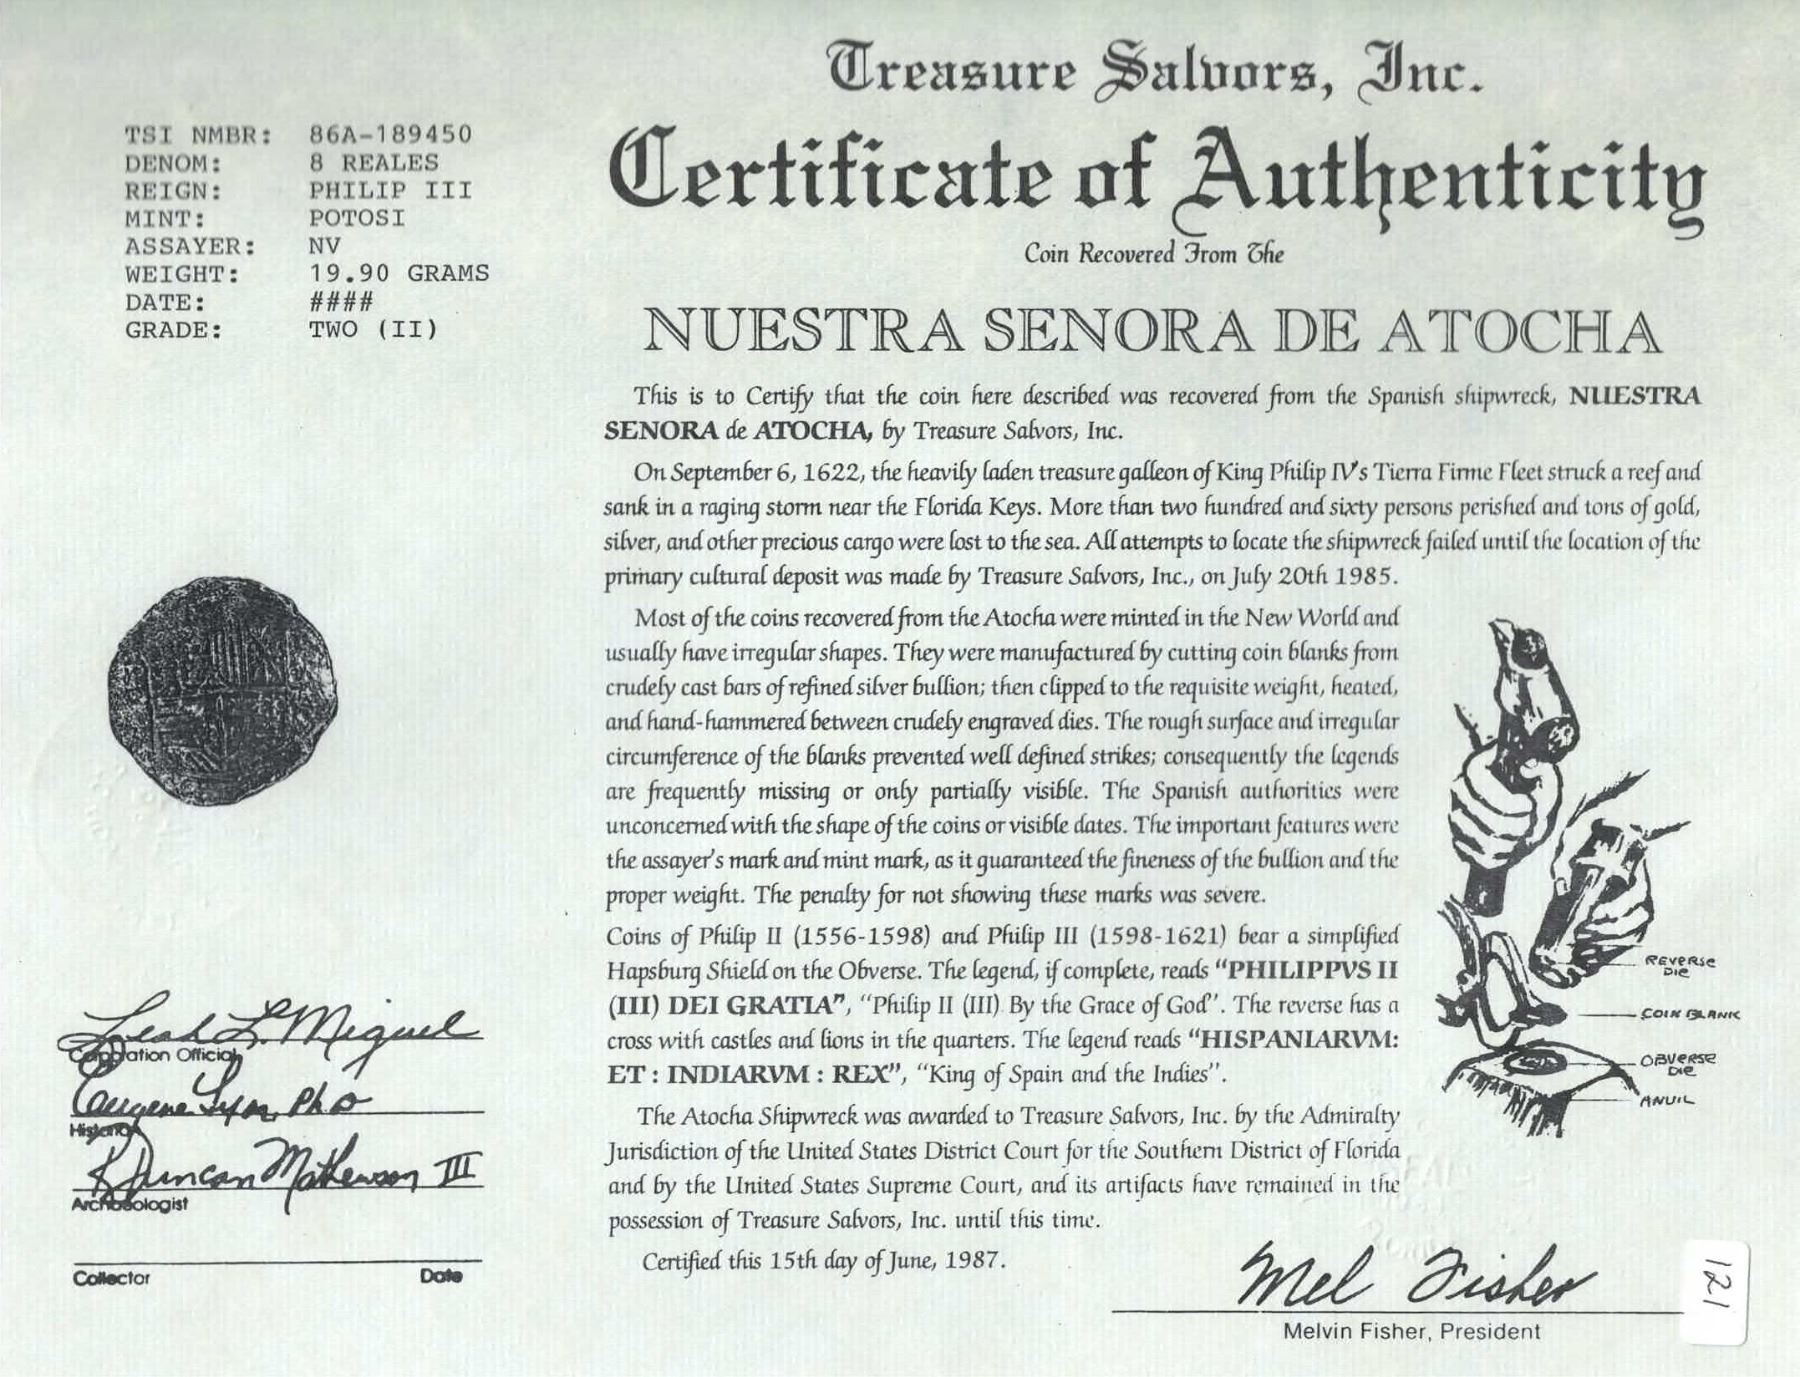 Treasure Salvors, Inc.
Certificate of Authenticity
Coin Recovered From The
NUESTRA SENORA DE ATOCHA
TSI NMBR: 86A-189450
DENOM: 8 REALES
REIGN: PHILIP III
MINT: POTOSI
ASSAYER: NV
WEIGHT: 19.90 GRAMS
DATE: ####
GRADE: TWO (II)
This is to Certify that the coin here described was recovered from the Spanish shipwreck, NUESTRA
SENORA de ATOCHA, by Treasure Salvors, Inc.
On September 6, 1622, the heavily laden treasure galleon of King Philip IV's Tierra Firme Fleet struck a reef and
sank in a raging storm near the Florida Keys. More than two hundred and sixty persons perished and tons of gold,
silver, and other precious cargo were lost to the sea. All attempts to locate the shipwreck failed until the location of the
primary cultural deposit was made by Treasure Salvors, Inc., on July 20th 1985.
Most of the coins recovered from the Atocha were minted in the New World and
usually have irregular shapes. They were manufactured by cutting coin blanks from
crudely cast bars of refined silver bullion; then clipped to the requisite weight, heated,
and hand-hammered between crudely engraved dies. The rough surface and irregular
circumference of the blanks prevented well defined strikes; consequently the legends
are frequently missing or only partially visible. The Spanish authorities were
unconcerned with the shape of the coins or visible dates. The important features were
the assayer's mark and mint mark, as it guaranteed the fineness of the bullion and the
proper weight. The penalty for not showing these marks was severe.
Coins of Philip II (1556-1598) and Philip III (1598-1621) bear a simplified
Hapsburg Shield on the Obverse. The legend, if complete, reads "PHILIPPVS II
(III) DEI GRATIA", "Philip II (III) By the Grace of God". The reverse has a
cross with castles and lions in the quarters. The legend reads "HISPANIARVM:
ET : INDIARVM : REX", "King of Spain and the Indies".
The Atocha Shipwreck was awarded to Treasure Salvors, Inc. by the Admiralty
Jurisdiction of the United States District Court for the Southern District of Florida
and by the United States Supreme Court, and its artifacts have remained in the
possession of Treasure Salvors, Inc. until this time.
Certified this 15th day of June, 1987.
REVERSE
DIE
COIN BLANK
OBVERSE
DIE
ANVIL
Leah L. Miguel
Corporation Official
Eugene Lyon, PhD
Historian
R Duncan Mathewson III
Archaeologist
Collector Date
Mel Fisher
Melvin Fisher, President
121